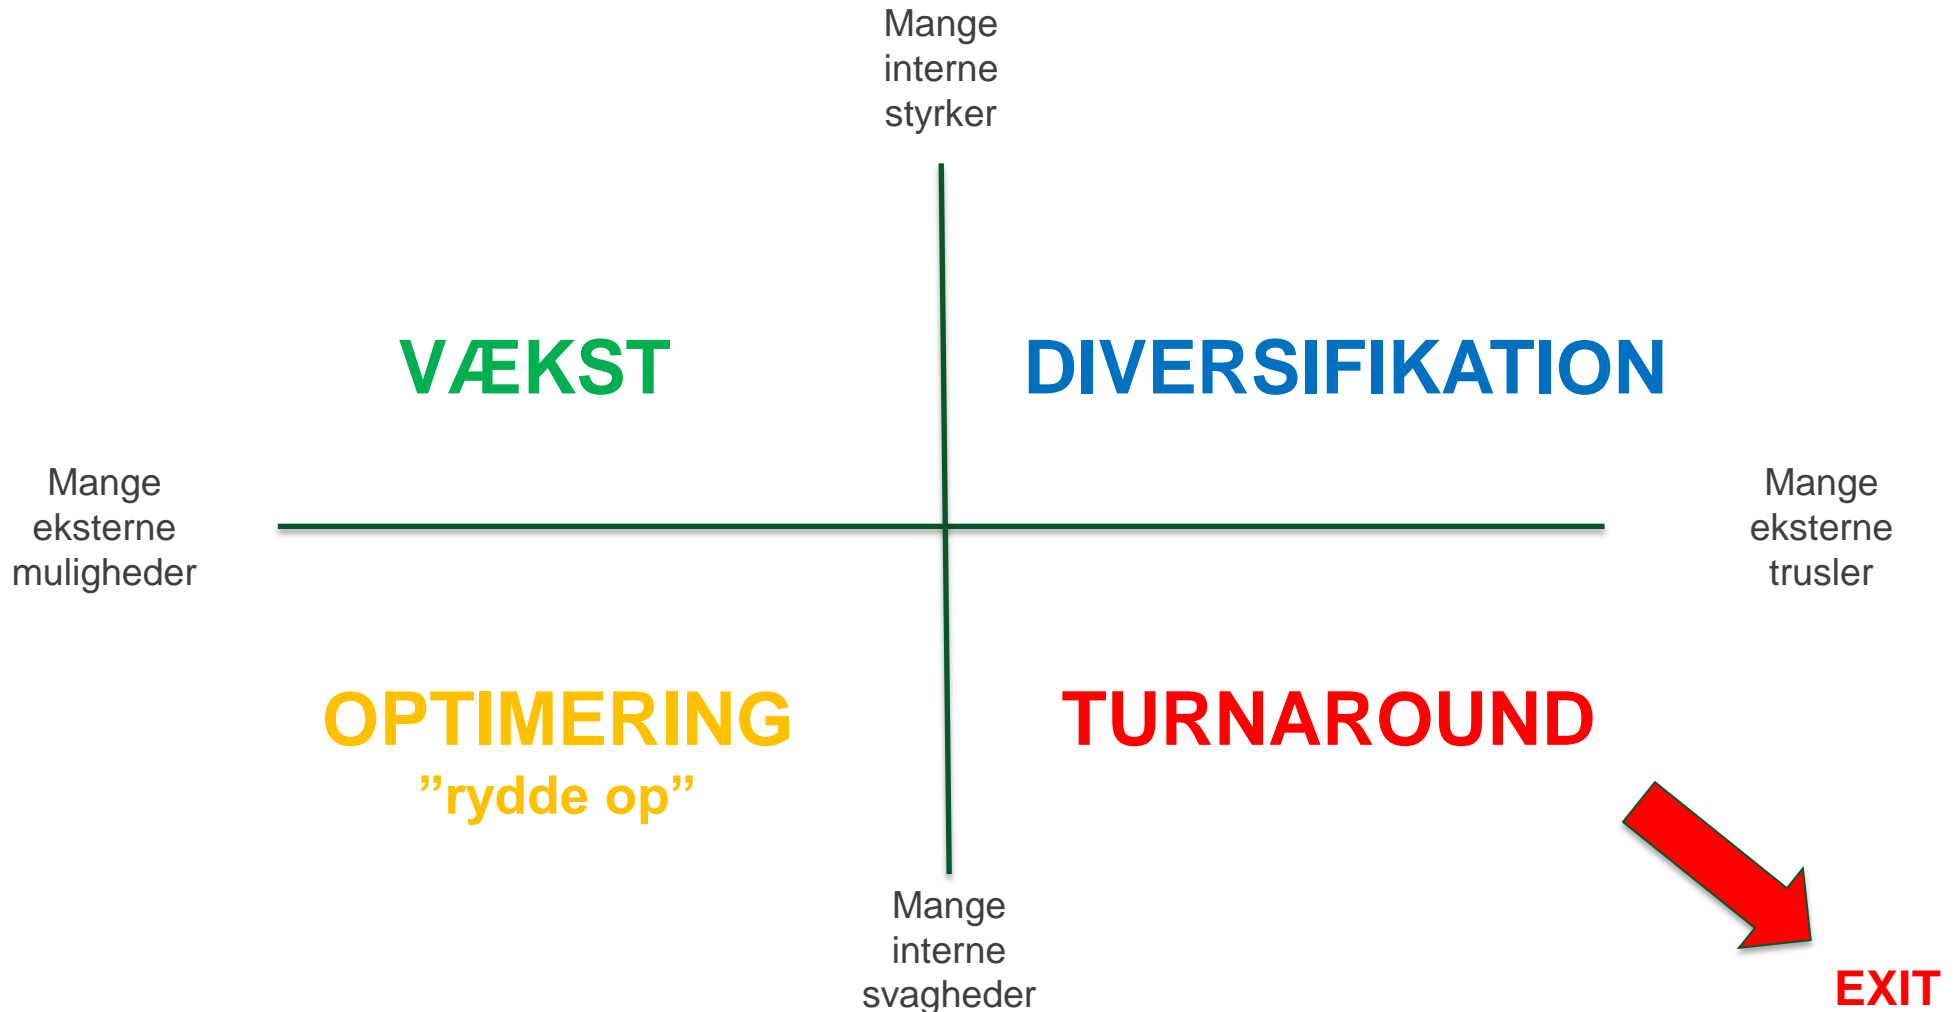 Mange
interne
styrker
VÆKST
DIVERSIFIKATION
Mange
eksterne
muligheder
Mange
eksterne
trusler
OPTIMERING
”rydde op”
TURNAROUND
Mange
interne
svagheder
EXIT